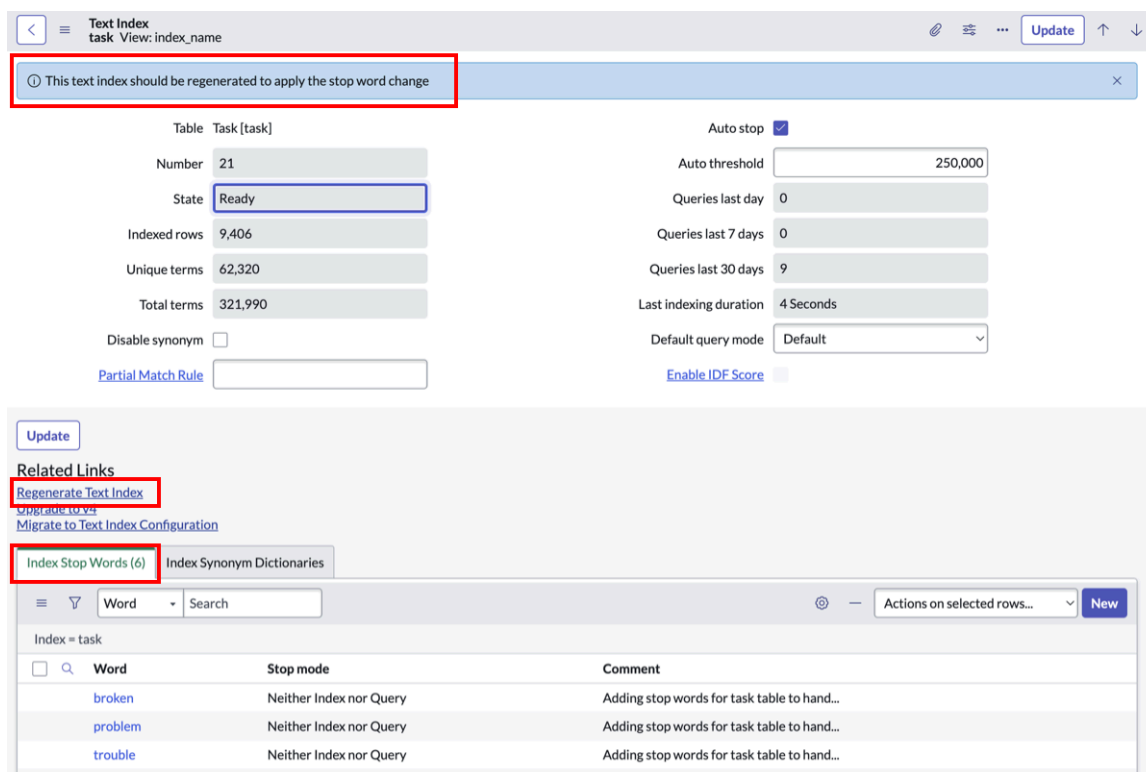 Text Index
task View: index_name
Update
This text index should be regenerated to apply the stop word change
Table Task [task]
Number 21
State Ready
Indexed rows 9,406
Unique terms 62,320
Total terms 321,990
Disable synonym
Partial Match Rule
Auto stop
Auto threshold 250,000
Queries last day 0
Queries last 7 days 0
Queries last 30 days 9
Last indexing duration 4 Seconds
Default query mode Default
Enable IDF Score
Update
Related Links
Regenerate Text Index
Upgrade to v4
Migrate to Text Index Configuration
Index Stop Words (6) Index Synonym Dictionaries
Word Search Actions on selected rows... New
Index = task
Word Stop mode Comment
broken Neither Index nor Query Adding stop words for task table to hand...
problem Neither Index nor Query Adding stop words for task table to hand...
trouble Neither Index nor Query Adding stop words for task table to hand...